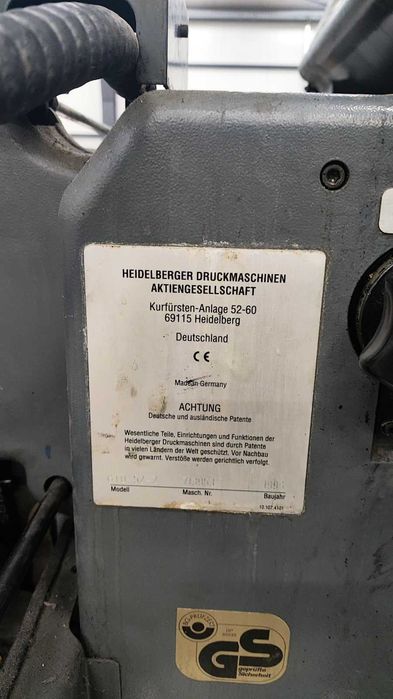 HEIDELBERGER DRUCKMASCHINEN
AKTIENGESELLSCHAFT
Kurfürsten-Anlage 52-60
69115 Heidelberg
Deutschland
CE
Made in Germany
ACHTUNG
Deutsche und ausländische Patente
Wesentliche Teile, Einrichtungen und Funktionen der
Heidelberger Druckmaschinen sind durch Patente
in vielen Ländern der Welt geschützt. Vor Nachbau
wird gewarnt. Verstöße werden gerichtlich verfolgt.
Modell Masch. Nr. Baujahr
GS
geprüfte
Sicherheit